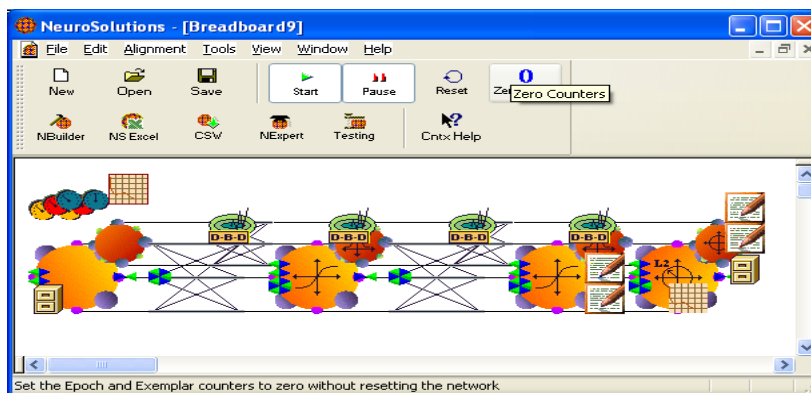 NeuroSolutions - [Breadboard9]
File Edit Alignment Tools View Window Help
New Open Save Start Pause Reset Zer
Zero Counters
NBuilder NS Excel CSW NExpert Testing Cntx Help
D-B-D D-B-D D-B-D D-B-D
L2
Set the Epoch and Exemplar counters to zero without resetting the network